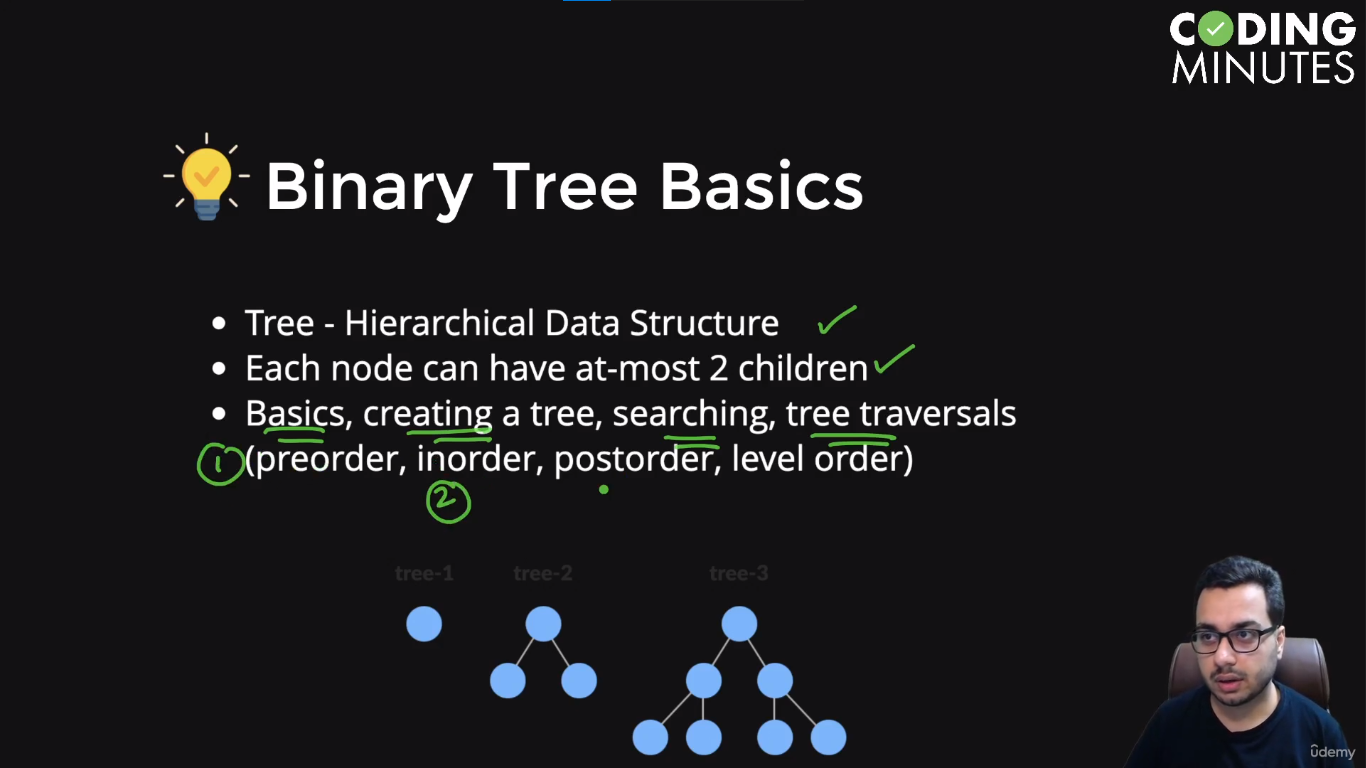 CODING
MINUTES
Binary Tree Basics
Tree - Hierarchical Data Structure
Each node can have at-most 2 children
Basics, creating a tree, searching, tree traversals
1 (preorder, inorder, postorder, level order)
2
tree-1 tree-2 tree-3
ûdemy